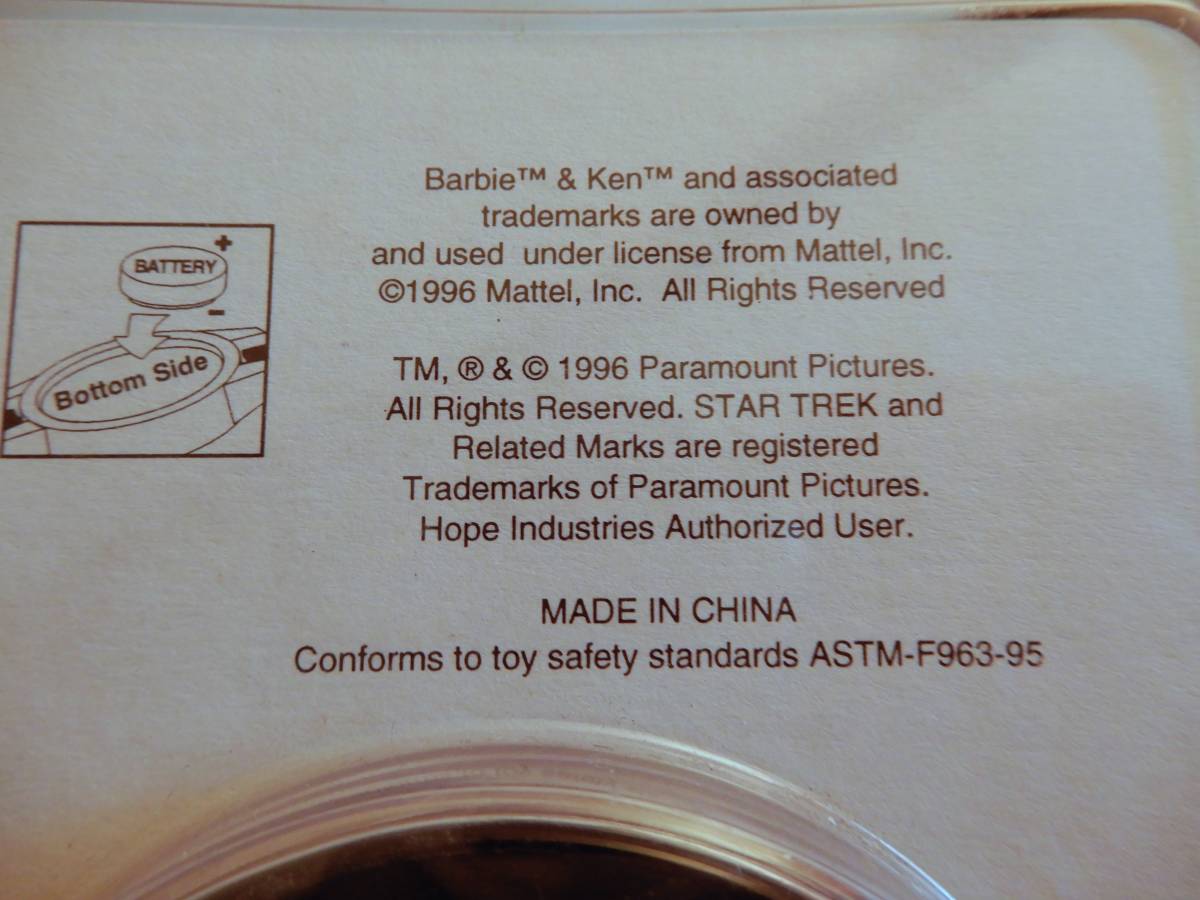 Barbie™ & Ken™ and associated
trademarks are owned by
and used under license from Mattel, Inc.
©1996 Mattel, Inc. All Rights Reserved
+
BATTERY
-
Bottom Side
TM, ® & © 1996 Paramount Pictures.
All Rights Reserved. STAR TREK and
Related Marks are registered
Trademarks of Paramount Pictures.
Hope Industries Authorized User.
MADE IN CHINA
Conforms to toy safety standards ASTM-F963-95